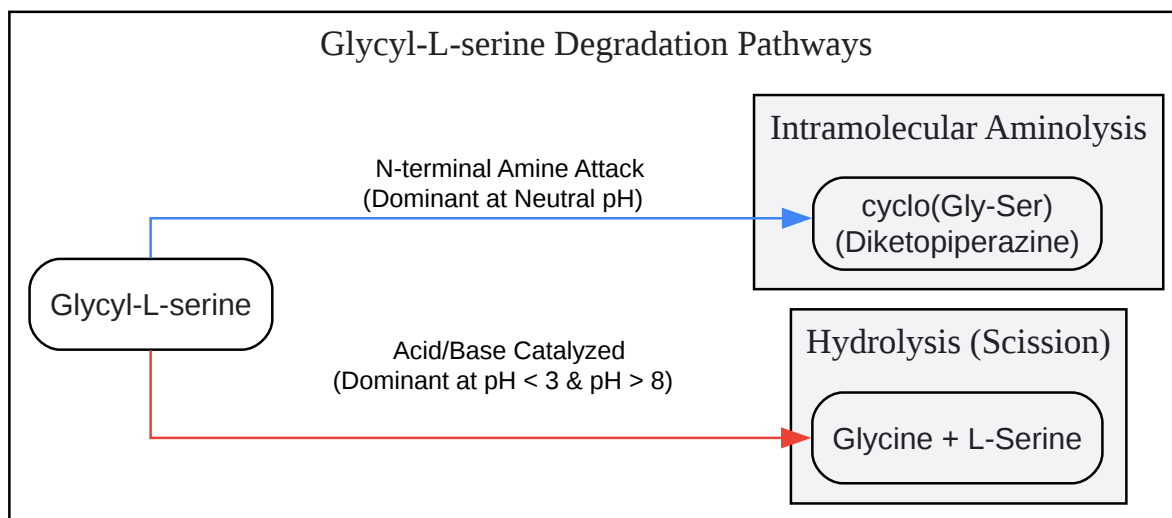 Glycyl-L-serine Degradation Pathways
Intramolecular Aminolysis
N-terminal Amine Attack
(Dominant at Neutral pH)
cyclo(Gly-Ser)
(Diketopiperazine)
Glycyl-L-serine
Hydrolysis (Scission)
Acid/Base Catalyzed
(Dominant at pH < 3 & pH > 8)
Glycine + L-Serine